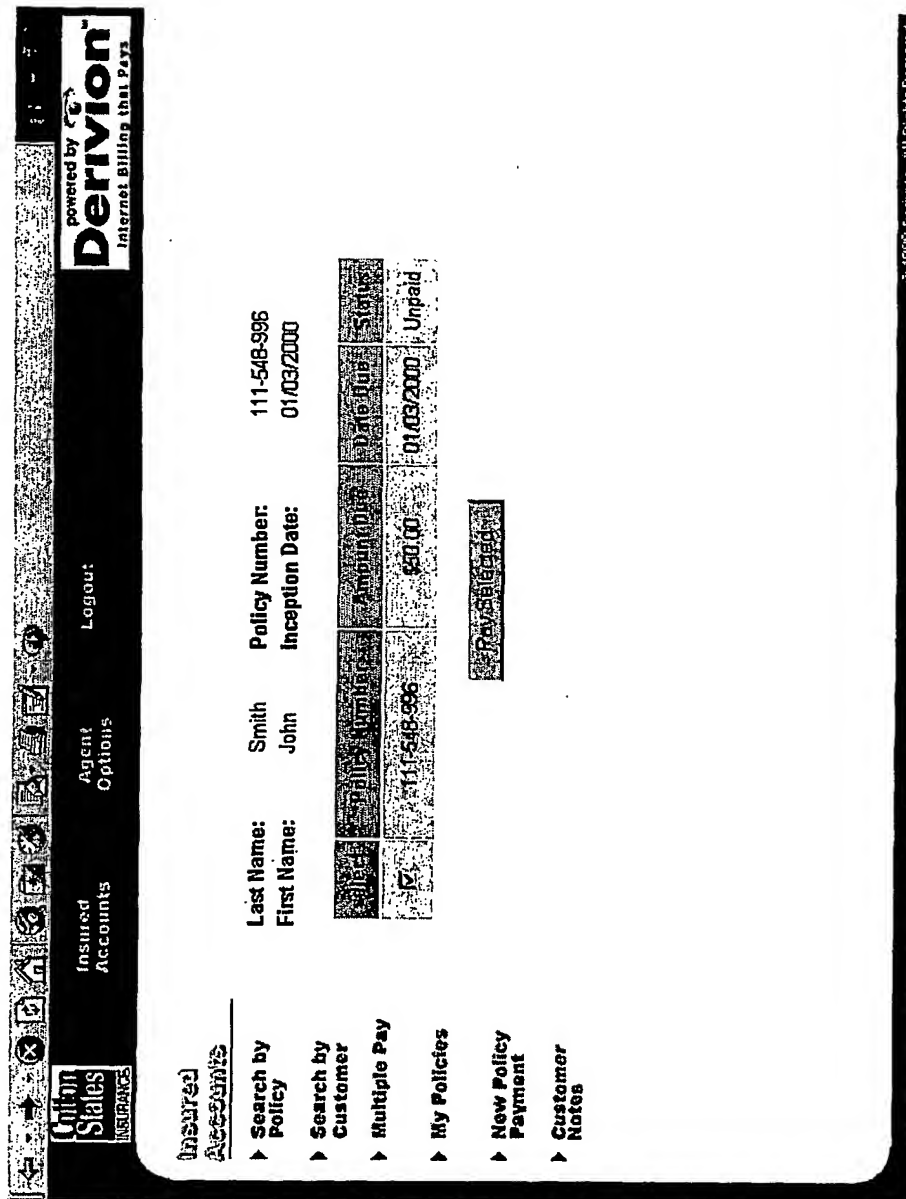 Cotton
States
INSURANCE
Insured
Accounts
Agent
Options
Logout
powered by
Derivion
Internet Billing that Pays
Insured
Accounts
Search by
Policy
Search by
Customer
Multiple Pay
My Policies
New Policy
Payment
Customer
Notes
Last Name: Smith Policy Number: 111-548-996
First Name: John Inception Date: 01/03/2000
Select Policy Number Amount Due Date Due Status
111-548-996 01/03/2000 Unpaid
Pay Selected